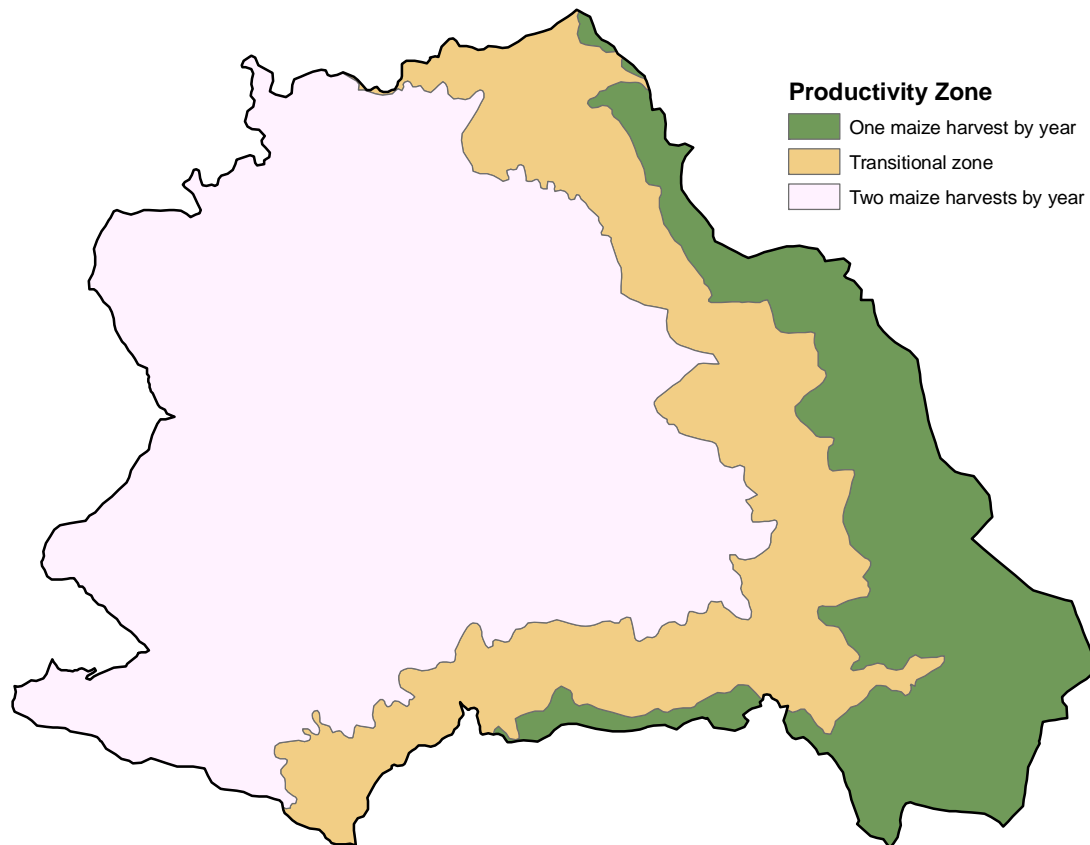 Productivity Zone
One maize harvest by year
Transitional zone
Two maize harvests by year